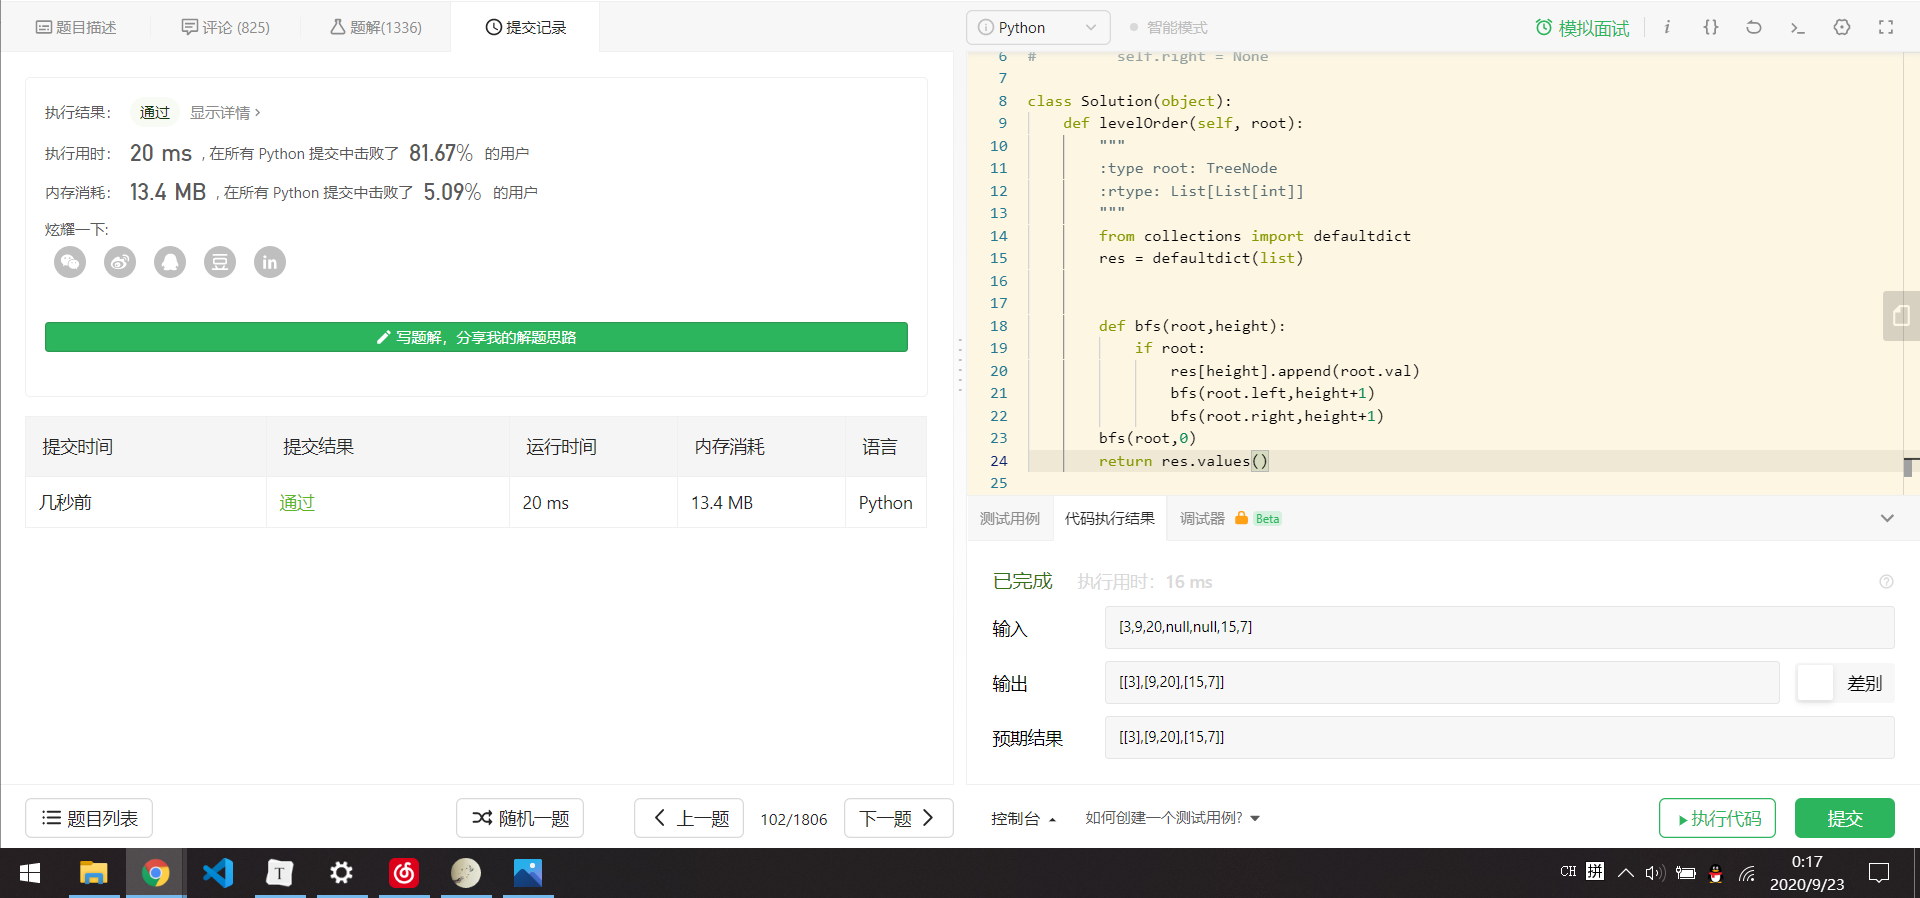 题目描述
评论 (825)
题解(1336)
提交记录
执行结果：
通过
显示详情 ›
执行用时：
20 ms
, 在所有 Python 提交中击败了
81.67%
的用户
内存消耗：
13.4 MB
, 在所有 Python 提交中击败了
5.09%
的用户
炫耀一下:
豆
in
写题解，分享我的解题思路
提交时间
提交结果
运行时间
内存消耗
语言
几秒前
通过
20 ms
13.4 MB
Python
题目列表
随机一题
上一题
102/1806
下一题
Python
智能模式
模拟面试
i
{}
6 #         self.right = None
7
8 class Solution(object):
9     def levelOrder(self, root):
10         """
11         :type root: TreeNode
12         :rtype: List[List[int]]
13         """
14         from collections import defaultdict
15         res = defaultdict(list)
16
17
18         def bfs(root,height):
19             if root:
20                 res[height].append(root.val)
21                 bfs(root.left,height+1)
22                 bfs(root.right,height+1)
23         bfs(root,0)
24         return res.values()
25
测试用例
代码执行结果
调试器
Beta
已完成
执行用时：16 ms
输入
[3,9,20,null,null,15,7]
输出
[[3],[9,20],[15,7]]
差别
预期结果
[[3],[9,20],[15,7]]
控制台
如何创建一个测试用例?
执行代码
提交
T
CH
拼
0:17
2020/9/23